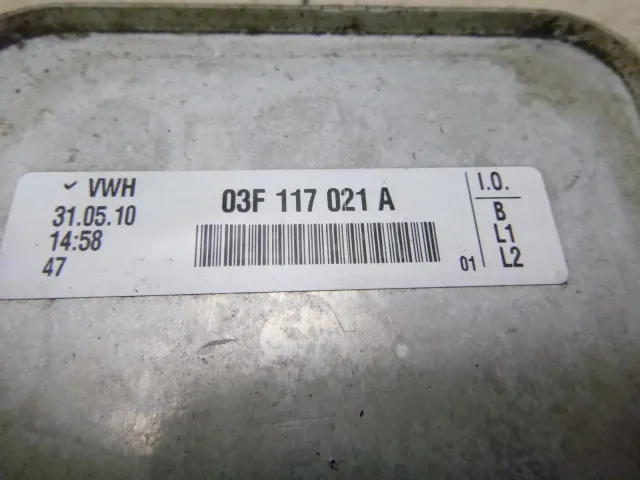 ✓ VWH
31.05.10
14:58
47
03F 117 021 A
01
I.O.
B
L1
L2